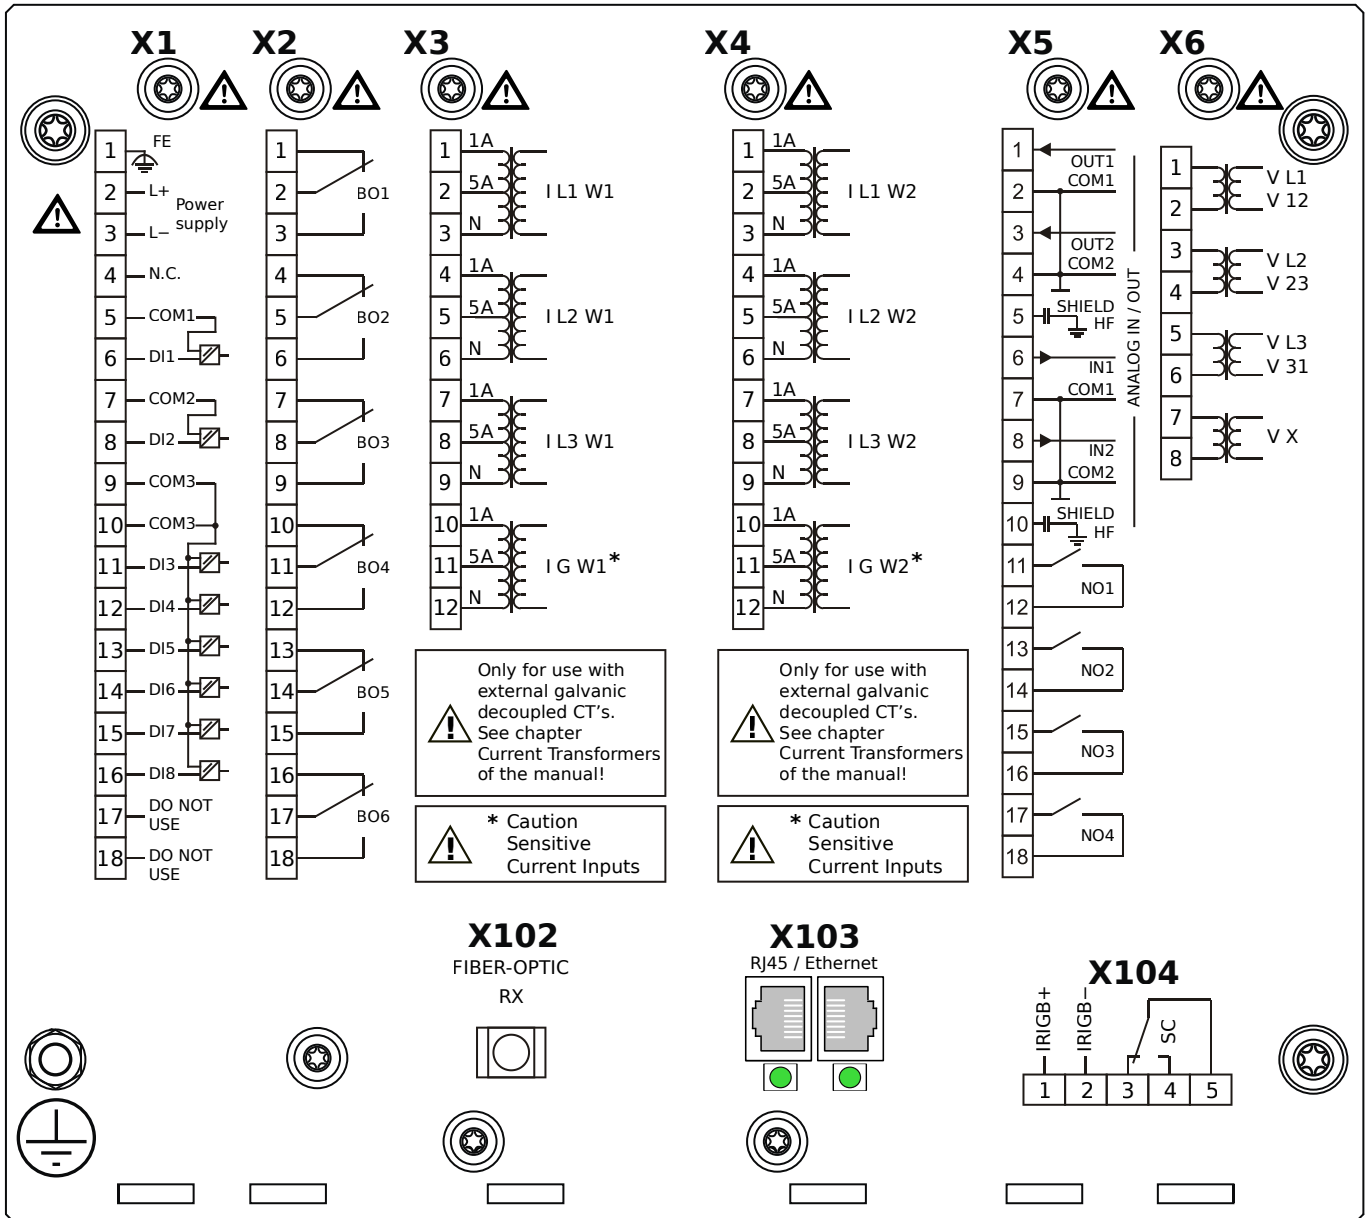 X1 X2 X3 X4 X5 X6
1 FE
2 L+
Power
supply
3 L−
4 N.C.
5 COM1
6 DI1
7 COM2
8 DI2
9 COM3
10 COM3
11 DI3
12 DI4
13 DI5
14 DI6
15 DI7
16 DI8
17 DO NOT
USE
18 DO NOT
USE
1
2 BO1
3
4
5 BO2
6
7
8 BO3
9
10
11 BO4
12
13
14 BO5
15
16
17 BO6
18
1 1A
2 5A I L1 W1
3 N
4 1A
5 5A I L2 W1
6 N
7 1A
8 5A I L3 W1
9 N
10 1A
11 5A I G W1*
12 N
Only for use with
external galvanic
decoupled CT's.
See chapter
Current Transformers
of the manual!
* Caution
Sensitive
Current Inputs
1 1A
2 5A I L1 W2
3 N
4 1A
5 5A I L2 W2
6 N
7 1A
8 5A I L3 W2
9 N
10 1A
11 5A I G W2*
12 N
Only for use with
external galvanic
decoupled CT's.
See chapter
Current Transformers
of the manual!
* Caution
Sensitive
Current Inputs
1
OUT1
2 COM1
3
OUT2
4 COM2
5 SHIELD
HF
6
IN1
7 COM1
8
IN2
9 COM2
10 SHIELD
HF
ANALOG IN / OUT
11
NO1
12
13
NO2
14
15
NO3
16
17
NO4
18
1 V L1
2 V 12
3 V L2
4 V 23
5 V L3
6 V 31
7 V X
8
X102
FIBER-OPTIC
RX
X103
RJ45 / Ethernet
X104
IRIGB+
IRIGB−
SC
1 2 3 4 5